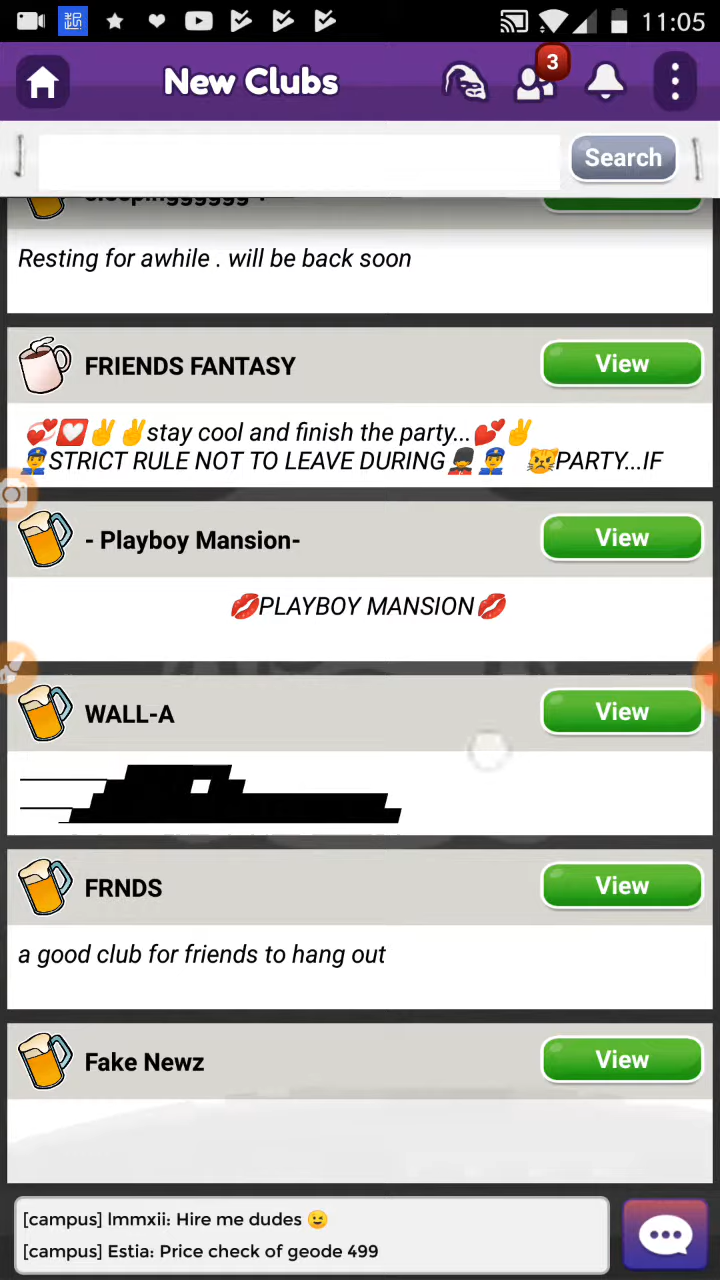 11:05
New Clubs
3
Search
Resting for awhile . will be back soon
FRIENDS FANTASY
View
💞💟✌️✌️stay cool and finish the party...💕✌️
👮STRICT RULE NOT TO LEAVE DURING💂👮 😾PARTY...IF
- Playboy Mansion-
View
💋PLAYBOY MANSION💋
WALL-A
View
FRNDS
View
a good club for friends to hang out
Fake Newz
View
[campus] Immxii: Hire me dudes 😉
[campus] Estia: Price check of geode 499